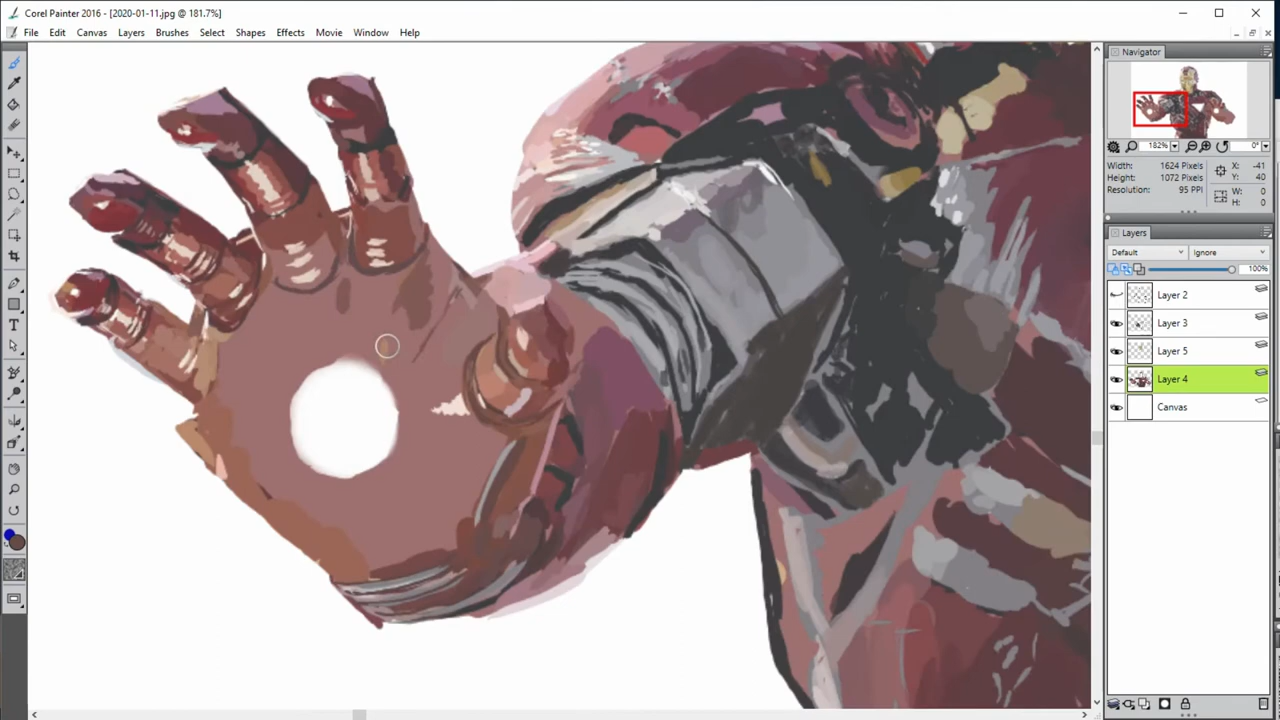 Corel Painter 2016 - [2020-01-11.jpg @ 181.7%]
File Edit Canvas Layers Brushes Select Shapes Effects Movie Window Help
Navigator
182% 0°
Width: 1624 Pixels X: -41
Height: 1072 Pixels Y: 40
Resolution: 95 PPI W: 0
H: 0
Layers
Default Ignore
100%
Layer 2
Layer 3
Layer 5
Layer 4
Canvas